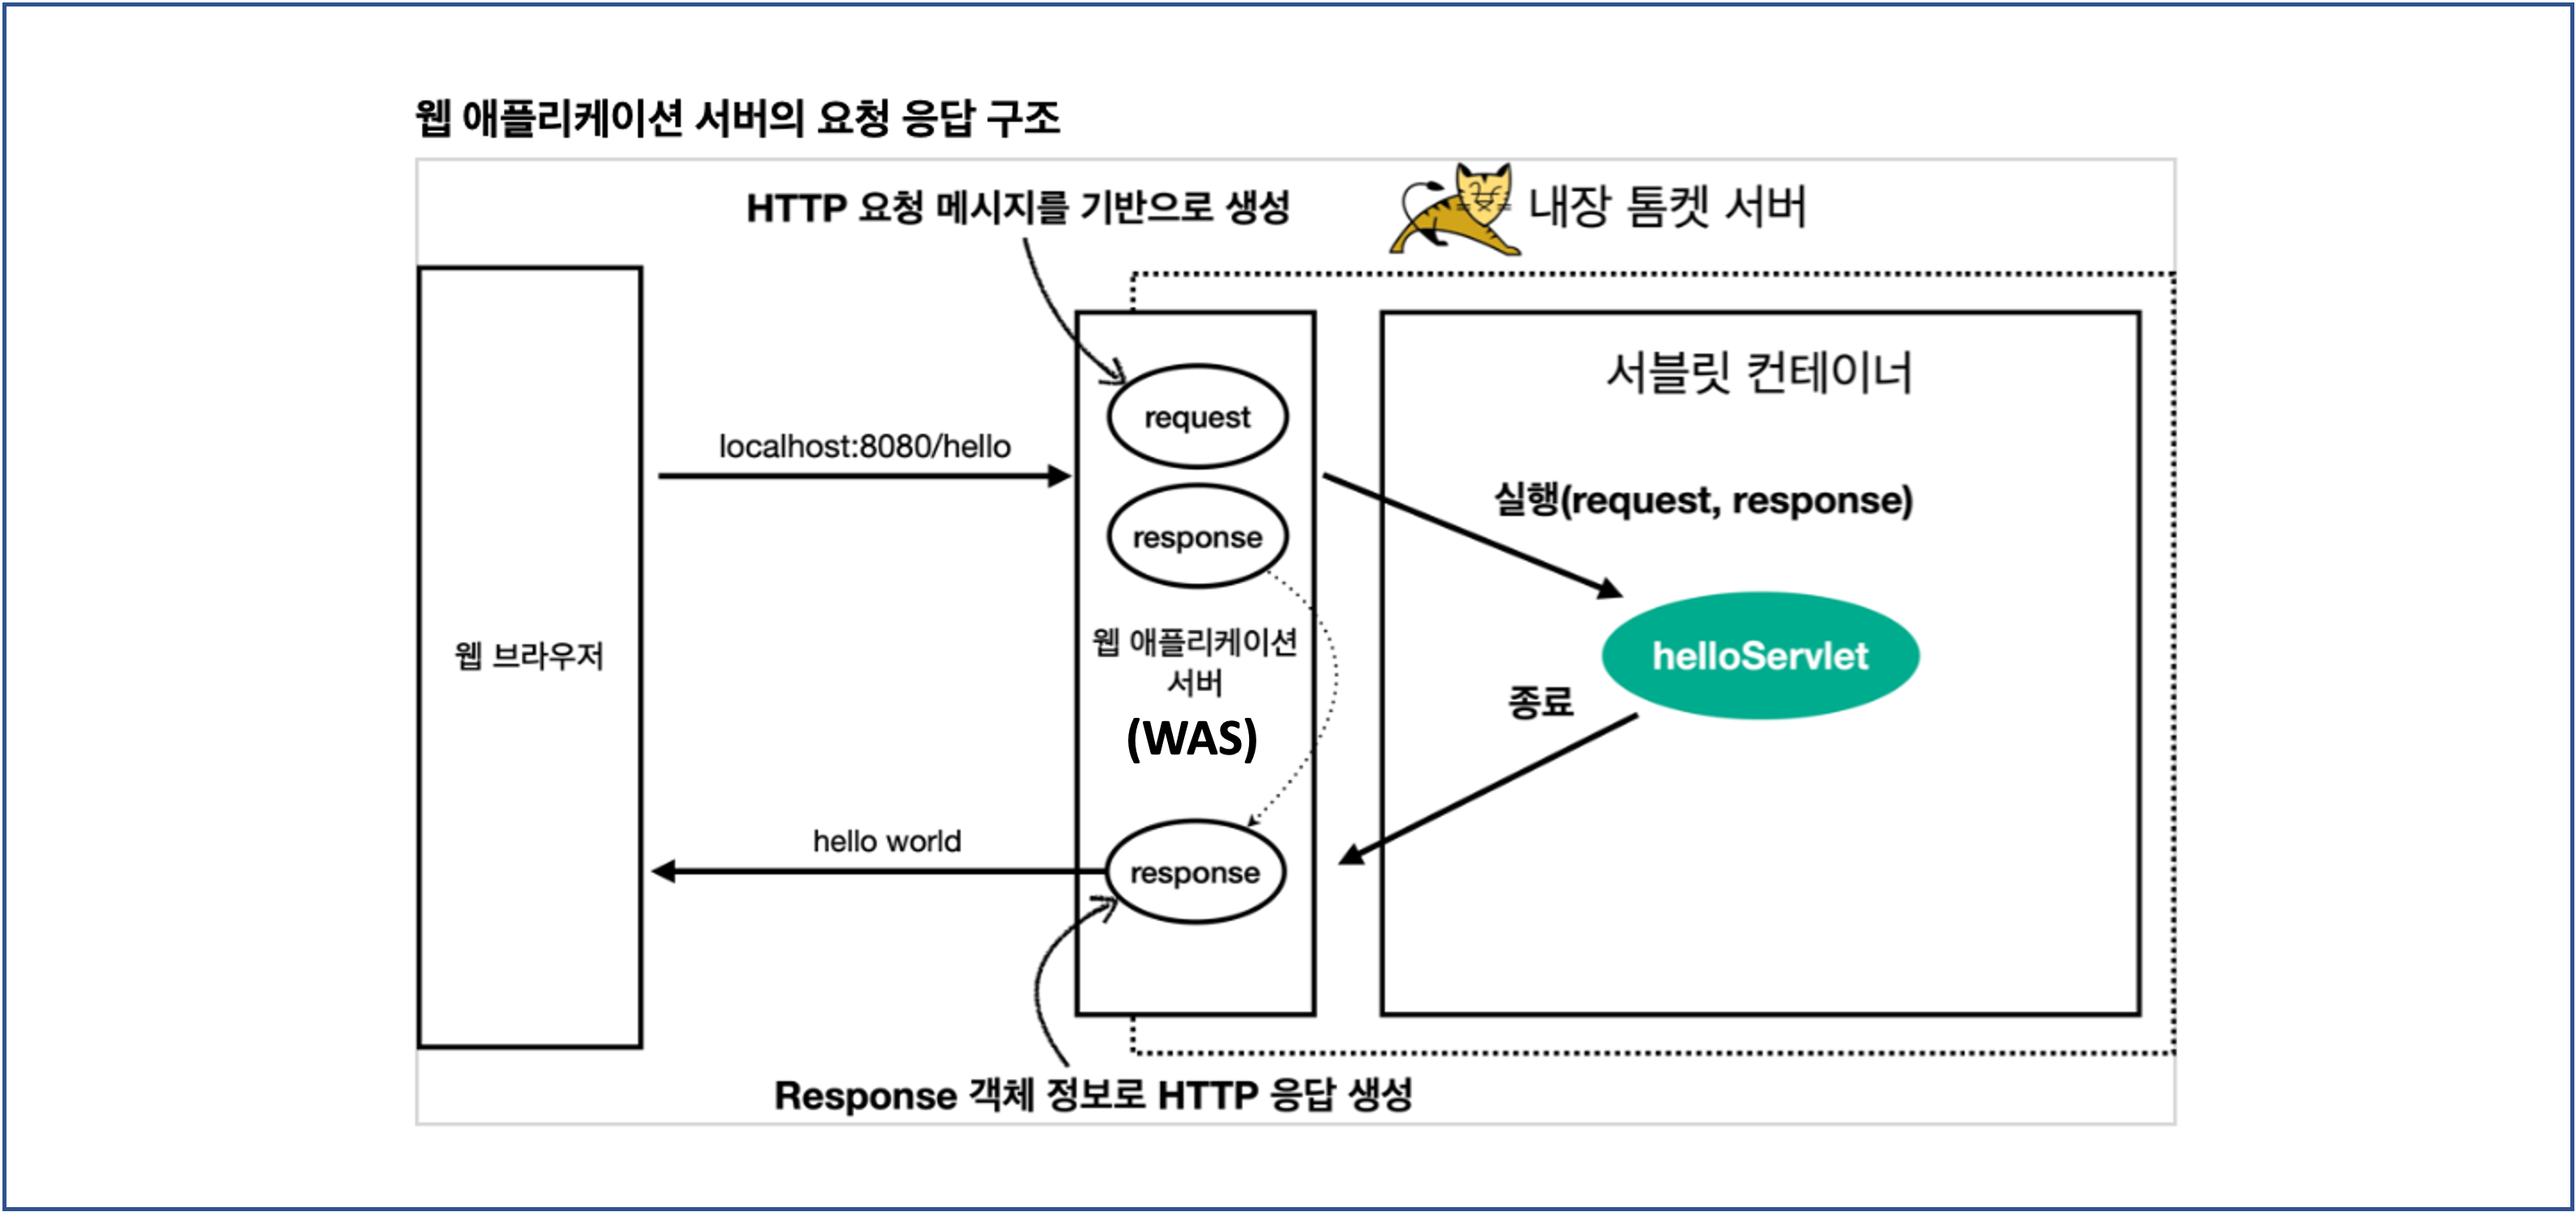 웹 애플리케이션 서버의 요청 응답 구조
HTTP 요청 메시지를 기반으로 생성
내장 톰켓 서버
서블릿 컨테이너
request
localhost:8080/hello
실행(request, response)
response
웹 애플리케이션
서버
웹 브라우저
helloServlet
종료
(WAS)
hello world
response
Response 객체 정보로 HTTP 응답 생성